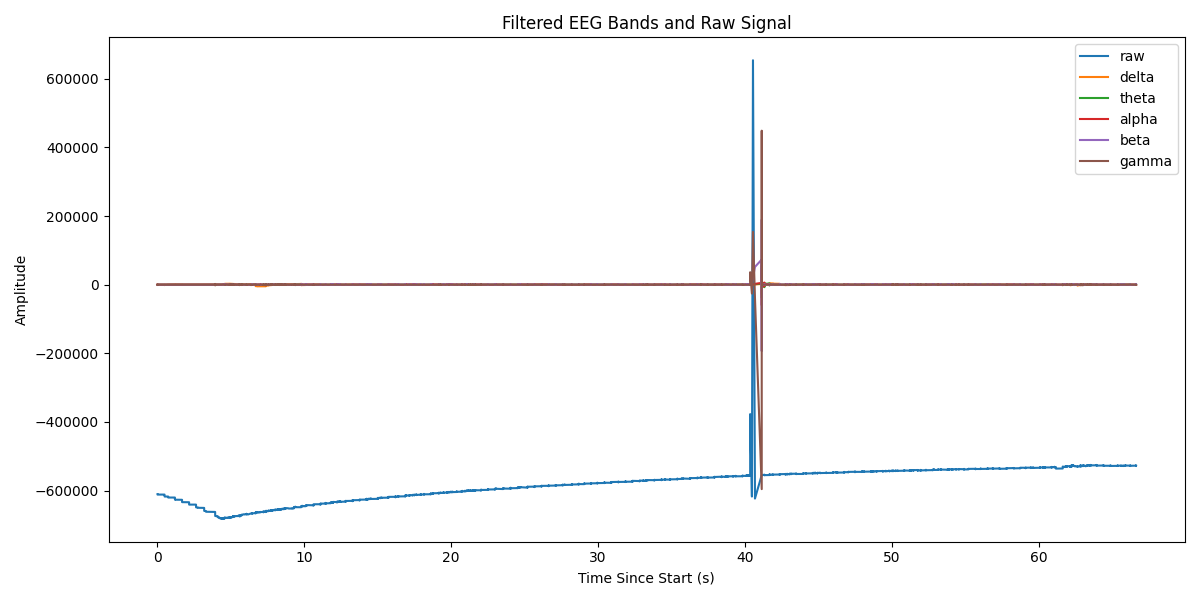 Filtered EEG Bands and Raw Signal
raw
delta
theta
alpha
beta
gamma
600000
400000
200000
0
−200000
−400000
−600000
Amplitude
0 10 20 30 40 50 60
Time Since Start (s)